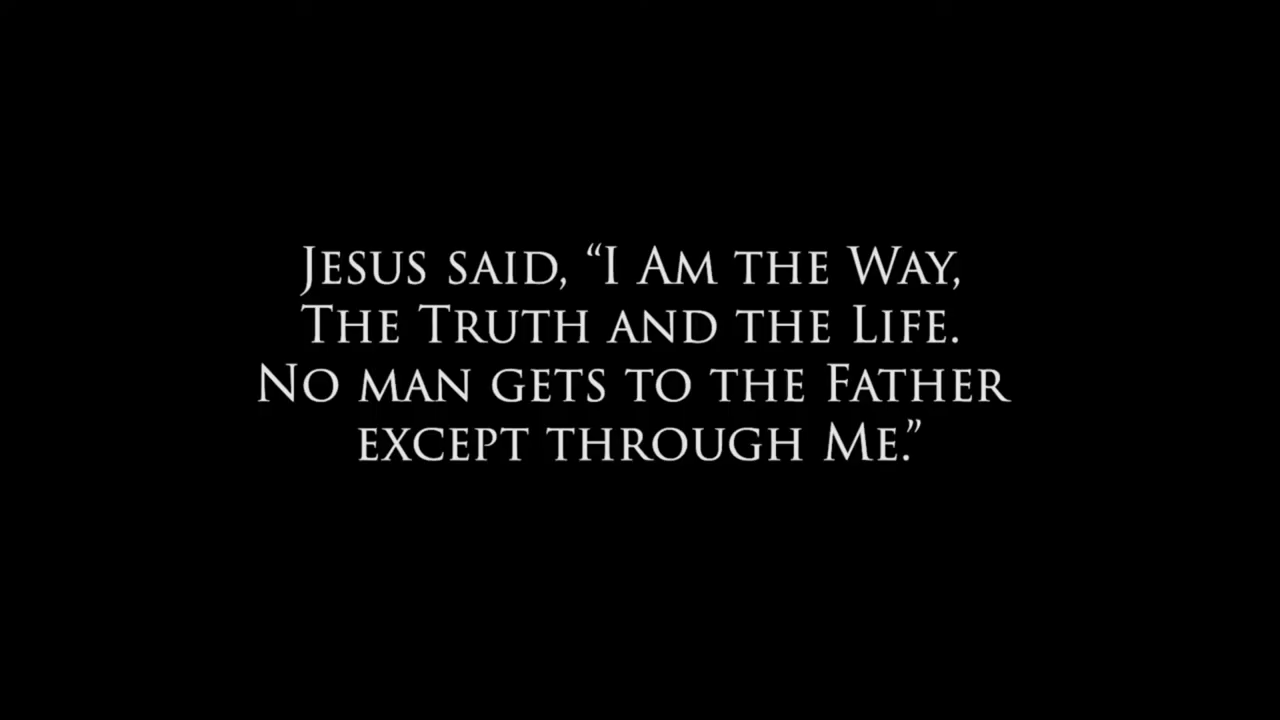 Jesus said, “I Am the Way,
The Truth and the Life.
No man gets to the Father
except through Me.”